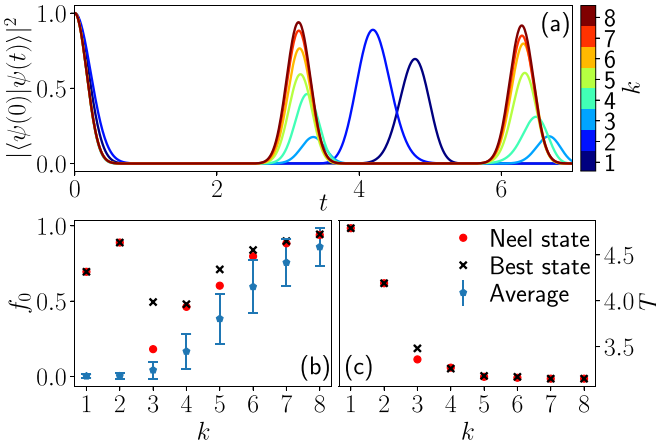 |⟨ψ(0)|ψ(t)⟩|²
1.0
0.5
0.0
(a)
0 2 4 6
t
8
7
6
5
4
3
2
1
k
f₀
1.0
0.5
0.0
(b)
1 2 3 4 5 6 7 8
k
Neel state
Best state
Average
(c)
4.5
4.0
3.5
T
1 2 3 4 5 6 7 8
k